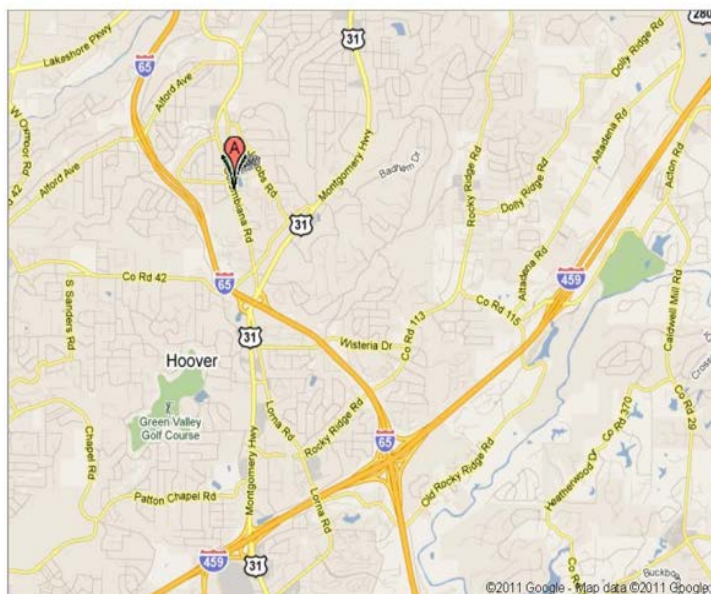 280
31
Lakeshore Pkwy
65
Alford Ave
Dolly Ridge Rd
W Oxmoor Rd
Altadena Rd
A
Acton Rd
Montgomery Hwy
Badham Dr
Rocky Ridge Rd
42
Alford Ave
Dolly Ridge Rd
31
Co Rd 42
65
459
Altadena Rd
S Sanders Rd
Co Rd 113
Co Rd 115
Caldwell Mill Rd
31
Wisteria Dr
Hoover
Green Valley
Golf Course
Lorna Rd
Co Rd 370
Co Rd 29
Chapel Rd
Rocky Ridge Rd
65
Montgomery Hwy
Old Rocky Ridge Rd
Heatherwood Dr
Patton Chapel Rd
Lorna Rd
459
31
©2011 Google - Map data ©2011 Google